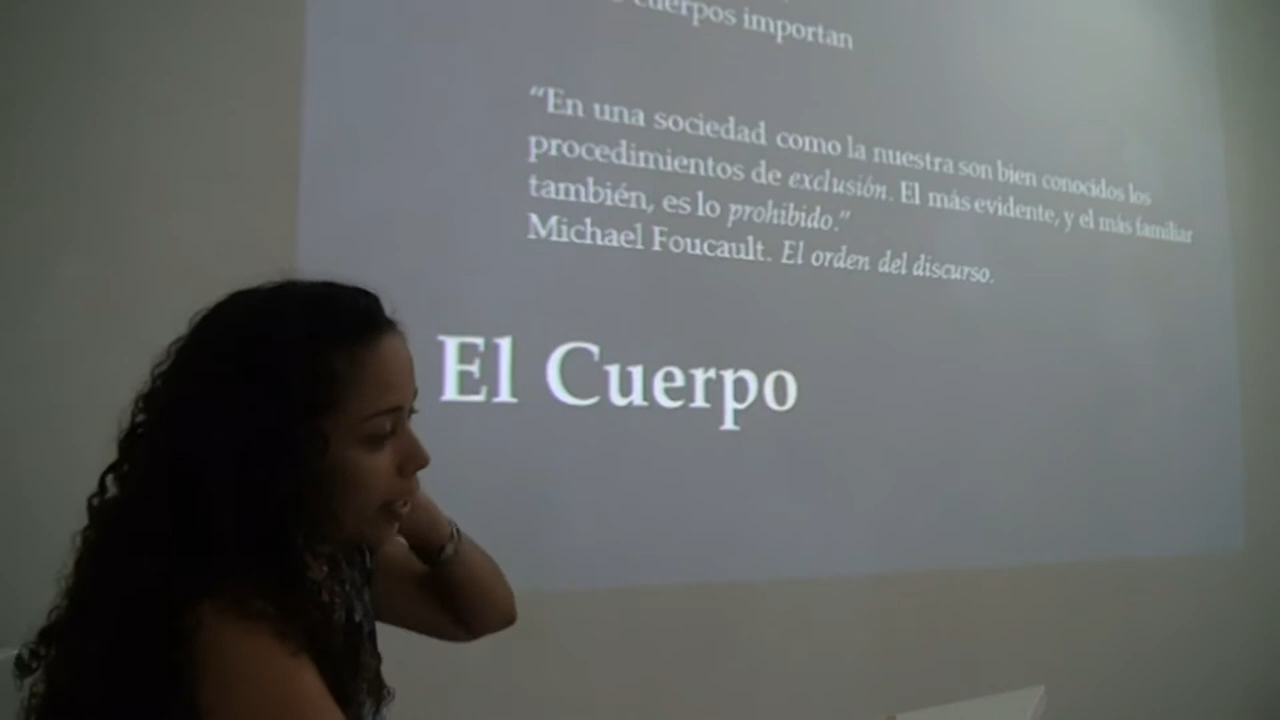 cuerpos importan
“En una sociedad como la nuestra son bien conocidos los
procedimientos de exclusión. El más evidente, y el más familiar
también, es lo prohibido.”
Michael Foucault. El orden del discurso.
El Cuerpo